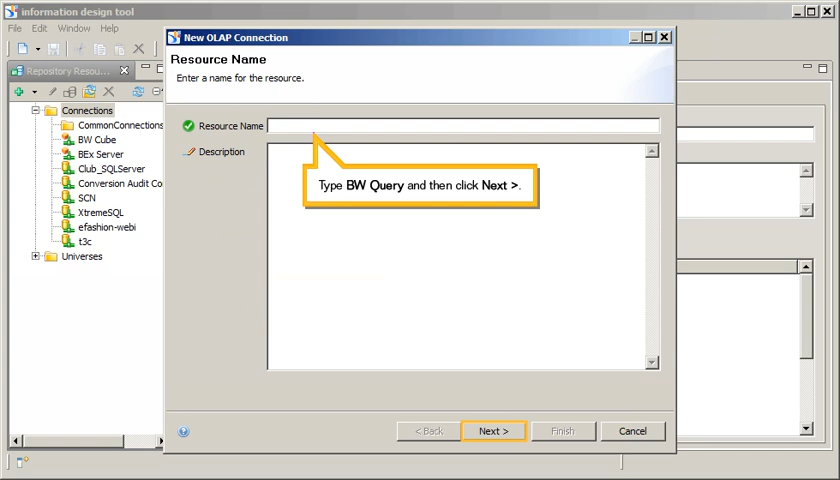 information design tool
File Edit Window Help
New OLAP Connection
Resource Name
Enter a name for the resource.
Repository Resou...
Connections
CommonConnections
BW Cube
BEx Server
Club_SQLServer
Conversion Audit Co
SCN
XtremeSQL
efashion-webi
t3c
Universes
Resource Name
Description
Type BW Query and then click Next >.
< Back
Next >
Finish
Cancel